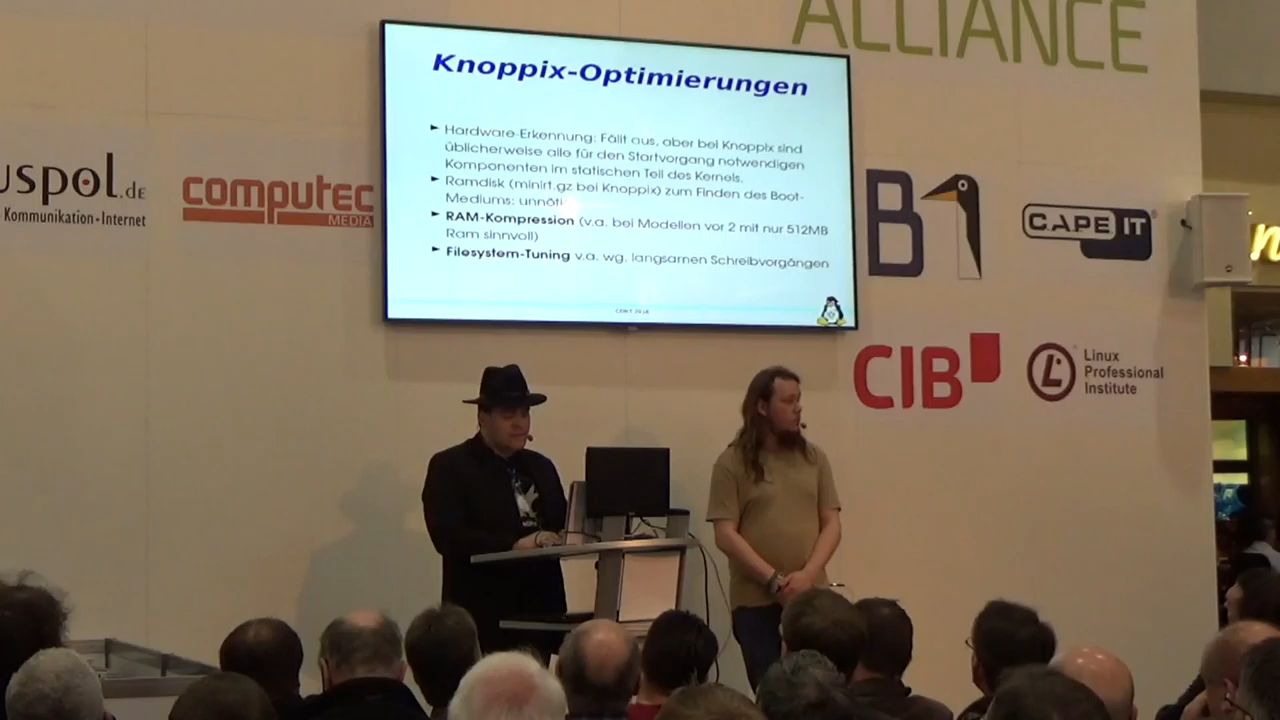 ALLIANCE
Knoppix-Optimierungen
Hardware-Erkennung: Fällt aus, aber bei Knoppix sind
üblicherweise alle für den Startvorgang notwendigen
Komponenten im statischen Teil des Kernels.
Ramdisk (minirt.gz bei Knoppix) zum Finden des Boot-
Mediums: unnöti
RAM-Kompression (v.a. bei Modellen vor 2 mit nur 512MB
Ram sinnvoll)
Filesystem-Tuning v.a. wg. langsamen Schreibvorgängen
uspol.DE
Kommunikation • Internet
computec
MEDIA
B1
CAPE IT
CIB
Linux
Professional
Institute